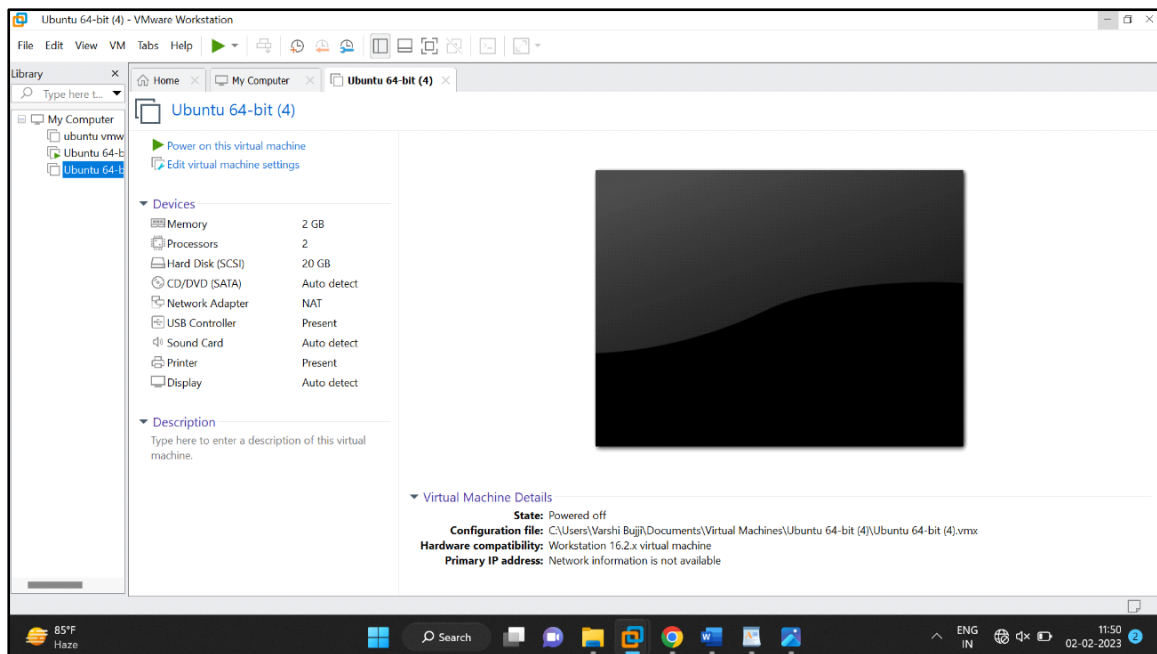 Ubuntu 64-bit (4) - VMware Workstation
File Edit View VM Tabs Help
Library
Type here t...
My Computer
ubuntu vmw
Ubuntu 64-b
Ubuntu 64-b
Home
My Computer
Ubuntu 64-bit (4)
Ubuntu 64-bit (4)
Power on this virtual machine
Edit virtual machine settings
Devices
Memory 2 GB
Processors 2
Hard Disk (SCSI) 20 GB
CD/DVD (SATA) Auto detect
Network Adapter NAT
USB Controller Present
Sound Card Auto detect
Printer Present
Display Auto detect
Description
Type here to enter a description of this virtual
machine.
Virtual Machine Details
State: Powered off
Configuration file: C:\Users\Varshi Bujji\Documents\Virtual Machines\Ubuntu 64-bit (4)\Ubuntu 64-bit (4).vmx
Hardware compatibility: Workstation 16.2.x virtual machine
Primary IP address: Network information is not available
85°F
Haze
Search
ENG
IN
11:50
02-02-2023
2